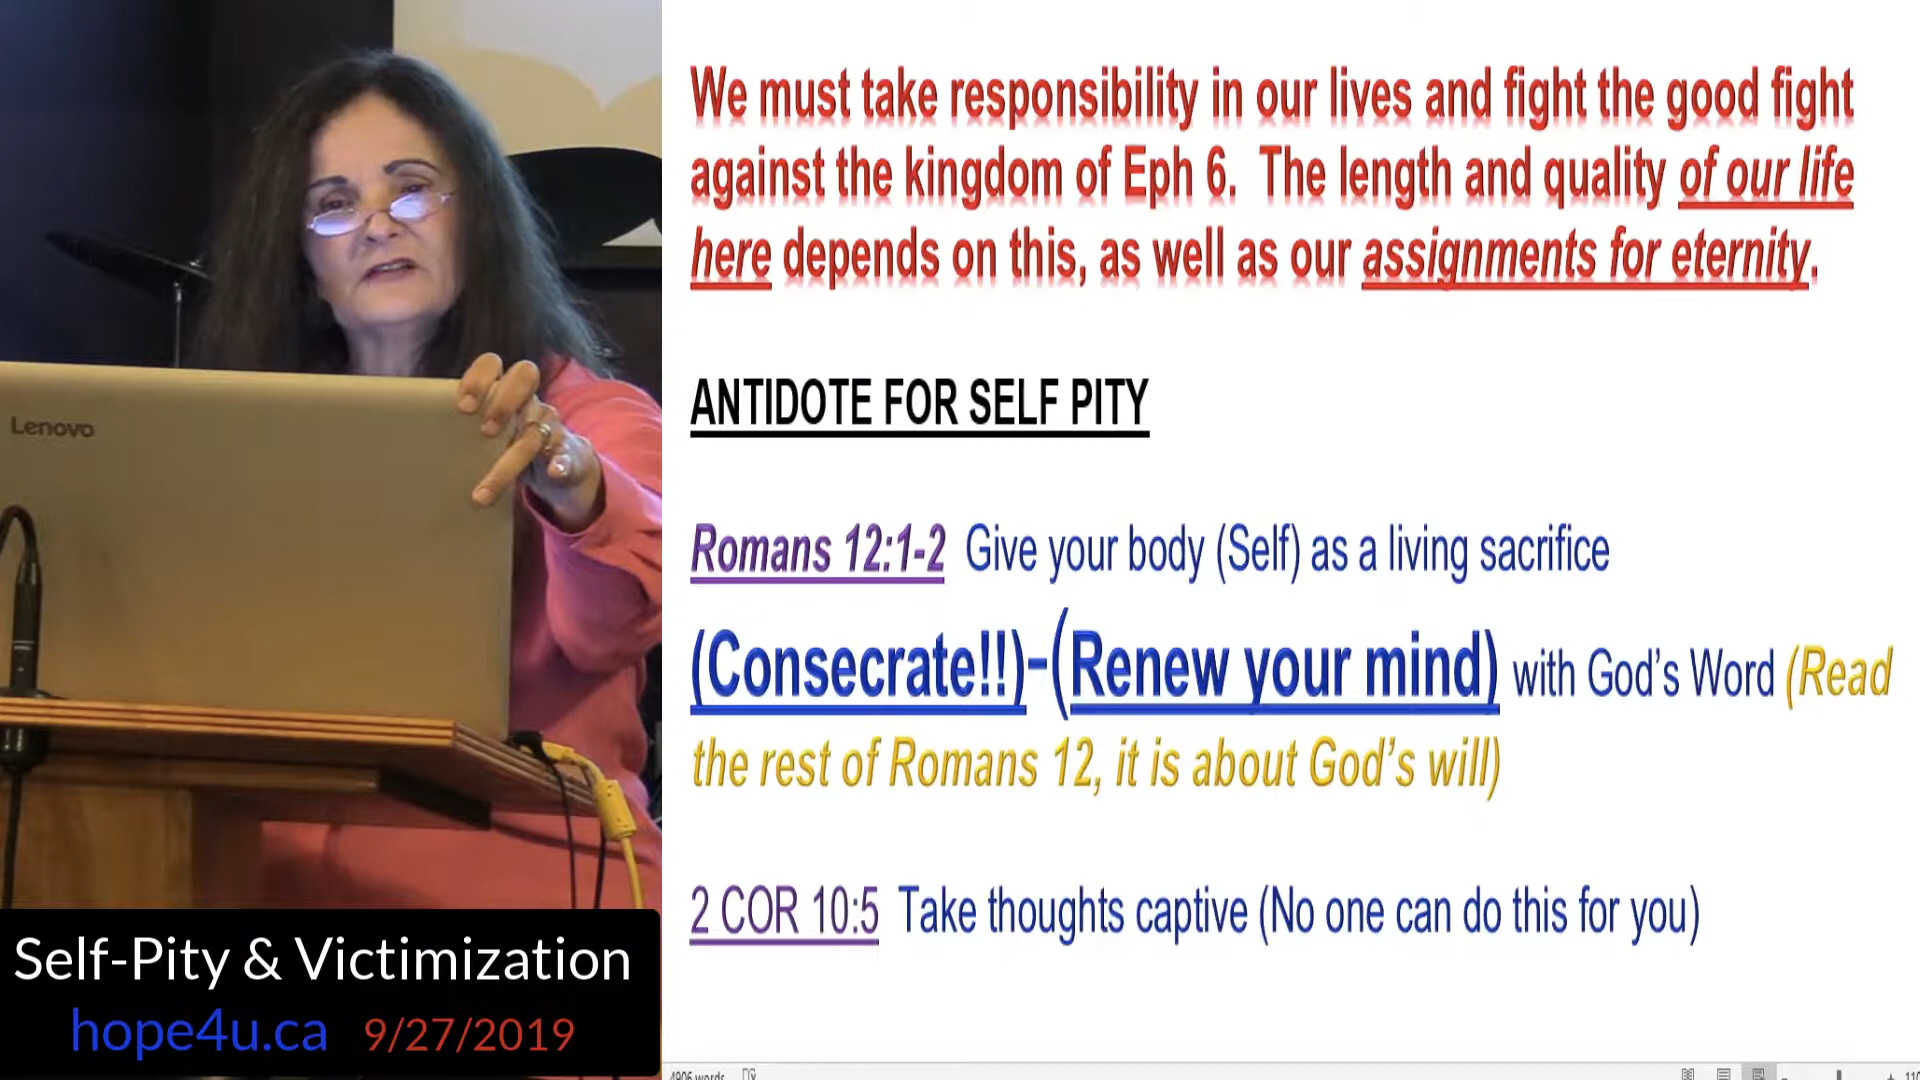 We must take responsibility in our lives and fight the good fight
against the kingdom of Eph 6. The length and quality of our life
here depends on this, as well as our assignments for eternity.
ANTIDOTE FOR SELF PITY
Romans 12:1-2 Give your body (Self) as a living sacrifice
(Consecrate!!)-(Renew your mind) with God's Word (Read
the rest of Romans 12, it is about God's will)
2 COR 10:5 Take thoughts captive (No one can do this for you)
Lenovo
Self-Pity & Victimization
hope4u.ca 9/27/2019
4906 words